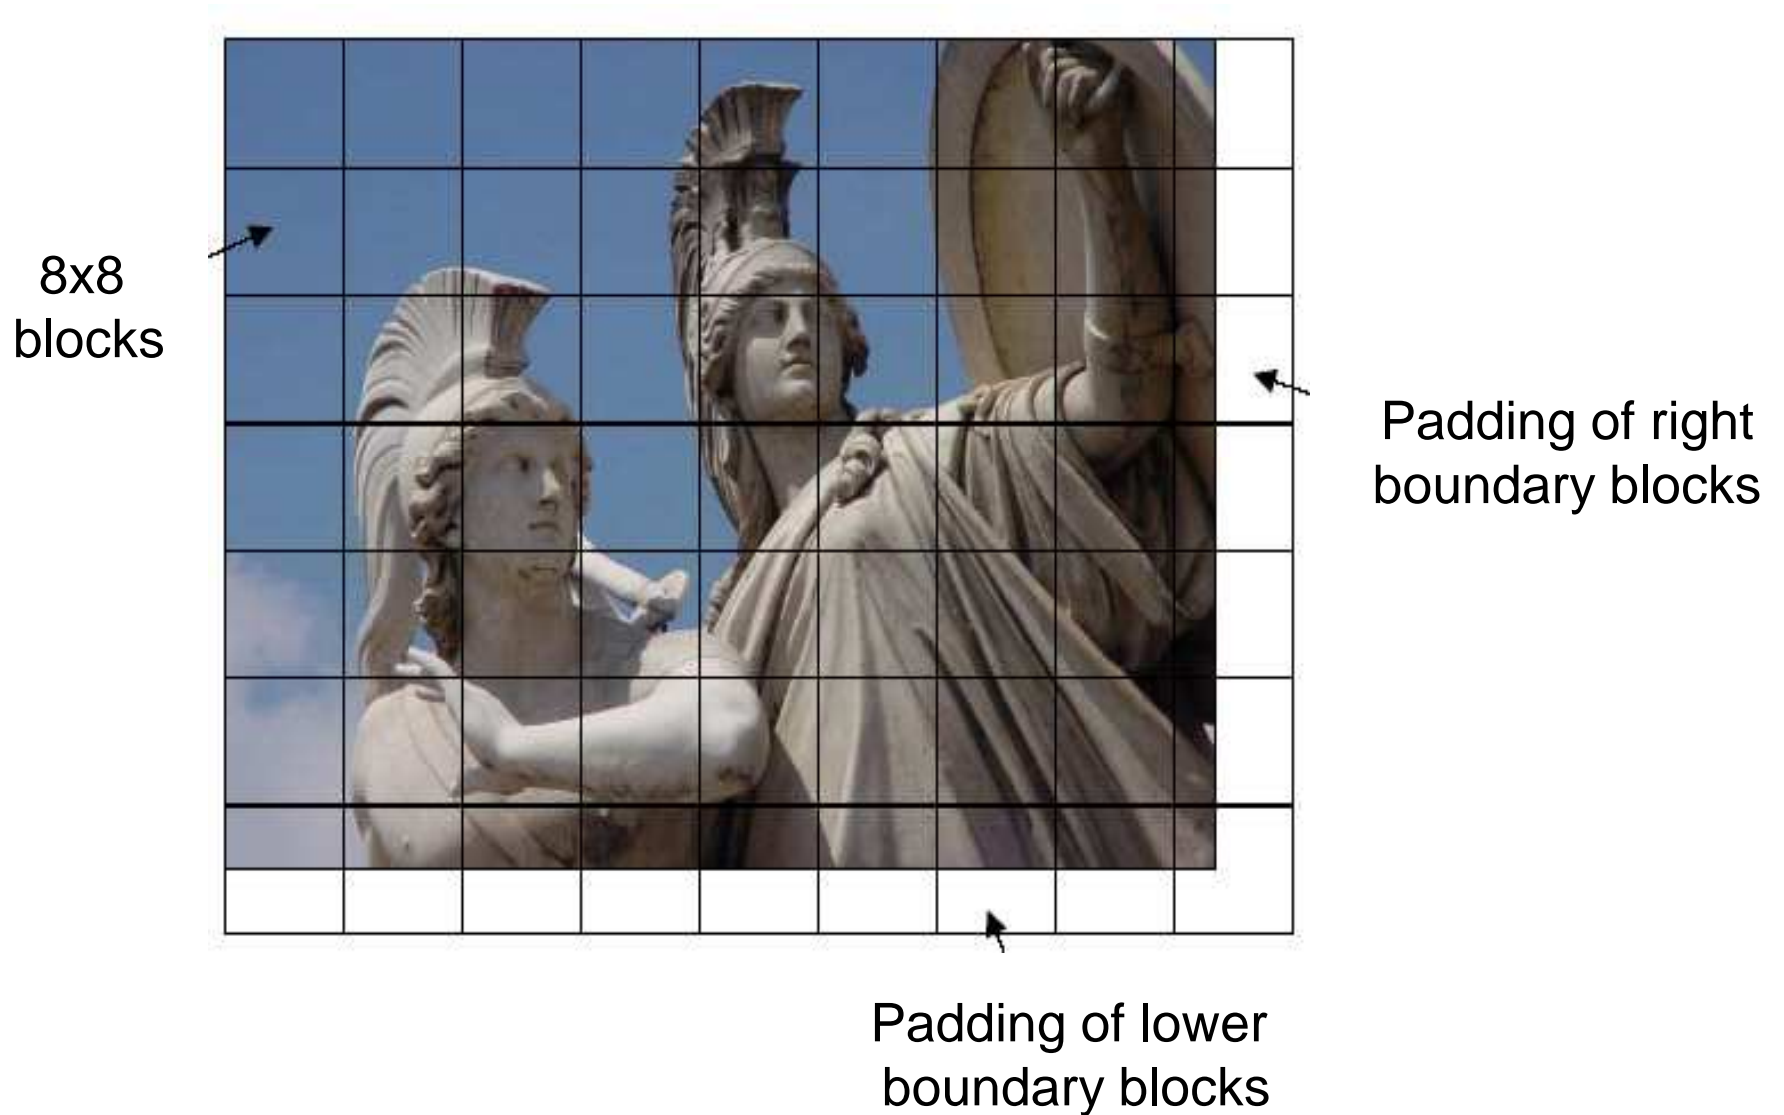 8x8
blocks
Padding of right
boundary blocks
Padding of lower
boundary blocks